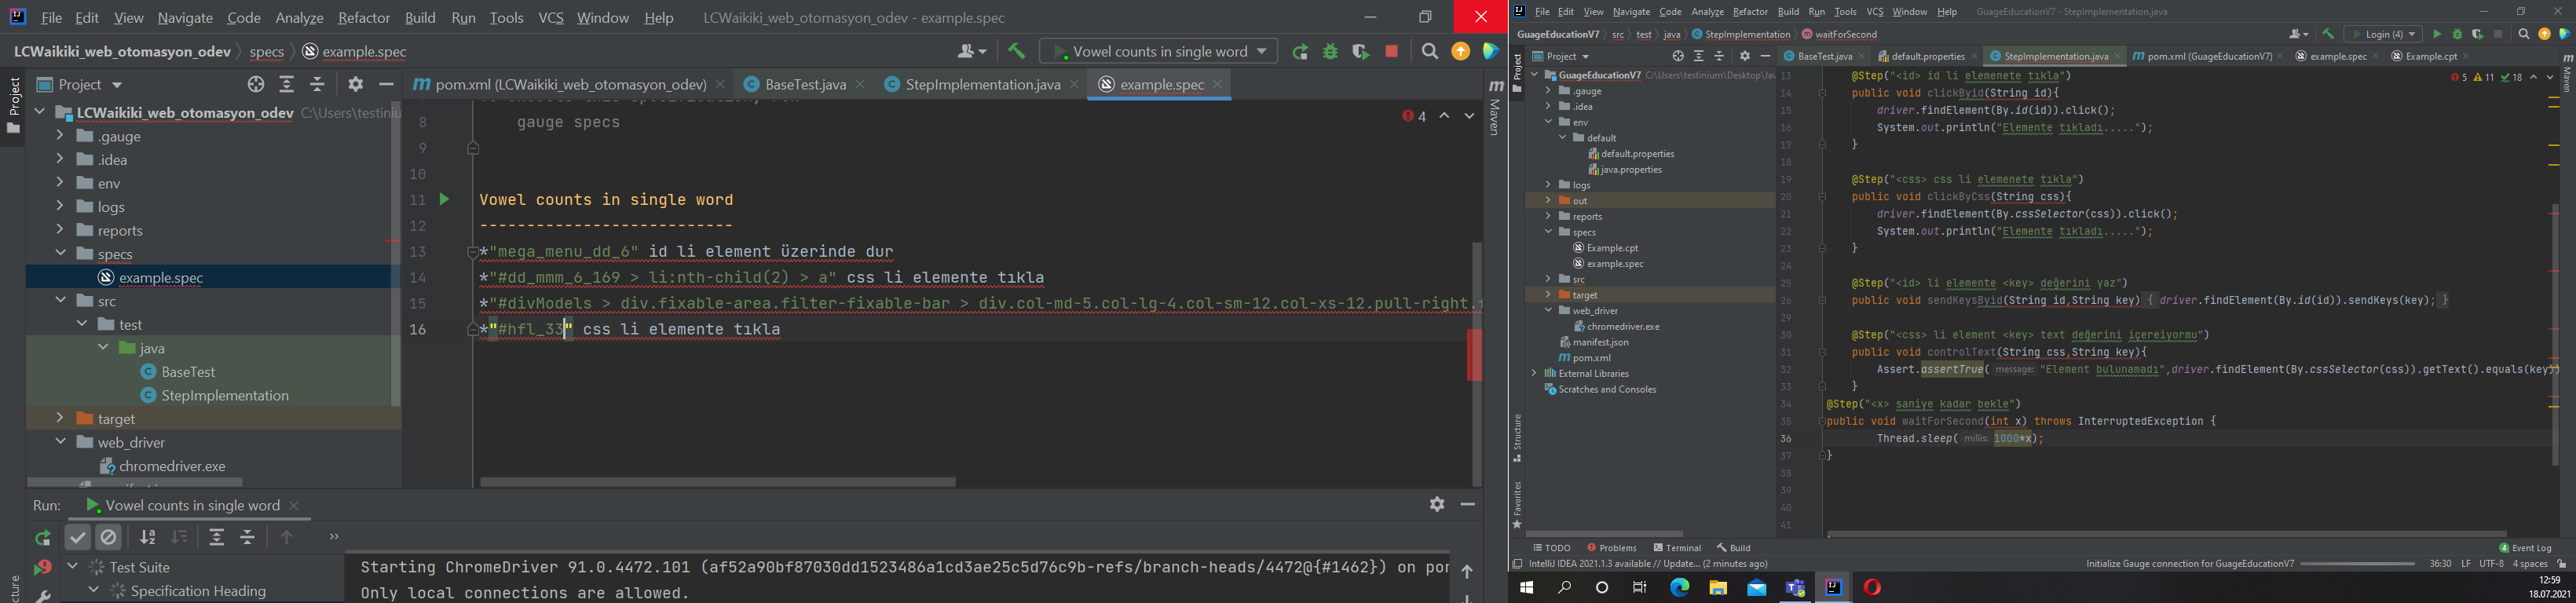 File Edit View Navigate Code Analyze Refactor Build Run Tools VCS Window Help LCWaikiki_web_otomasyon_odev - example.spec
LCWaikiki_web_otomasyon_odev specs example.spec
Vowel counts in single word
Project
Project
pom.xml (LCWaikiki_web_otomasyon_odev)
BaseTest.java
StepImplementation.java
example.spec
Maven
LCWaikiki_web_otomasyon_odev C:\Users\testiniu
.gauge
.idea
env
logs
reports
specs
example.spec
src
test
java
BaseTest
StepImplementation
target
web_driver
chromedriver.exe
4
8 gauge specs
9
10
11 Vowel counts in single word
12 ---------------------------
13 *"mega_menu_dd_6" id li element üzerinde dur
14 *"#dd_mmm_6_169 > li:nth-child(2) > a" css li elemente tıkla
15 *"#divModels > div.fixable-area.filter-fixable-bar > div.col-md-5.col-lg-4.col-sm-12.col-xs-12.pull-right.
16 *"#hfl_33" css li elemente tıkla
Run: Vowel counts in single word
Test Suite
Specification Heading
Starting ChromeDriver 91.0.4472.101 (af52a90bf87030dd1523486a1cd3ae25c5d76c9b-refs/branch-heads/4472@{#1462}) on por
Only local connections are allowed.
File Edit View Navigate Code Analyze Refactor Build Run Tools VCS Window Help GuageEducationV7 - StepImplementation.java
GuageEducationV7 src test java StepImplementation waitForSecond
Login (4)
Project
Project
BaseTest.java
default.properties
StepImplementation.java
pom.xml (GuageEducationV7)
example.spec
Example.cpt
Maven
GuageEducationV7 C:\Users\testinium\Desktop\Jav
.gauge
.idea
env
default
default.properties
java.properties
logs
out
reports
specs
Example.cpt
example.spec
src
target
web_driver
chromedriver.exe
manifest.json
pom.xml
External Libraries
Scratches and Consoles
Structure
Favorites
5 11 18
13 @Step("<id> id li elemenete tıkla")
14 public void clickByid(String id){
15 driver.findElement(By.id(id)).click();
16 System.out.println("Elemente tıkladı.....");
17 }
18
19 @Step("<css> css li elemenete tıkla")
20 public void clickByCss(String css){
21 driver.findElement(By.cssSelector(css)).click();
22 System.out.println("Elemente tıkladı.....");
23 }
24
25 @Step("<id> li elemente <key> değerini yaz")
26 public void sendKeysByid(String id,String key) { driver.findElement(By.id(id)).sendKeys(key); }
29
30 @Step("<css> li element <key> text değerini içereiyormu")
31 public void controlText(String css,String key){
32 Assert.assertTrue( message: "Element bulunamadı",driver.findElement(By.cssSelector(css)).getText().equals(key))
33 }
34 @Step("<x> saniye kadar bekle")
35 public void waitForSecond(int x) throws InterruptedException {
36 Thread.sleep( millis: 1000*x);
37 }
38
39
40
41
TODO Problems Terminal Build Event Log
IntelliJ IDEA 2021.1.3 available // Update... (2 minutes ago)
Initialize Gauge connection for GuageEducationV7
36:30 LF UTF-8 4 spaces
12:59
18.07.2021